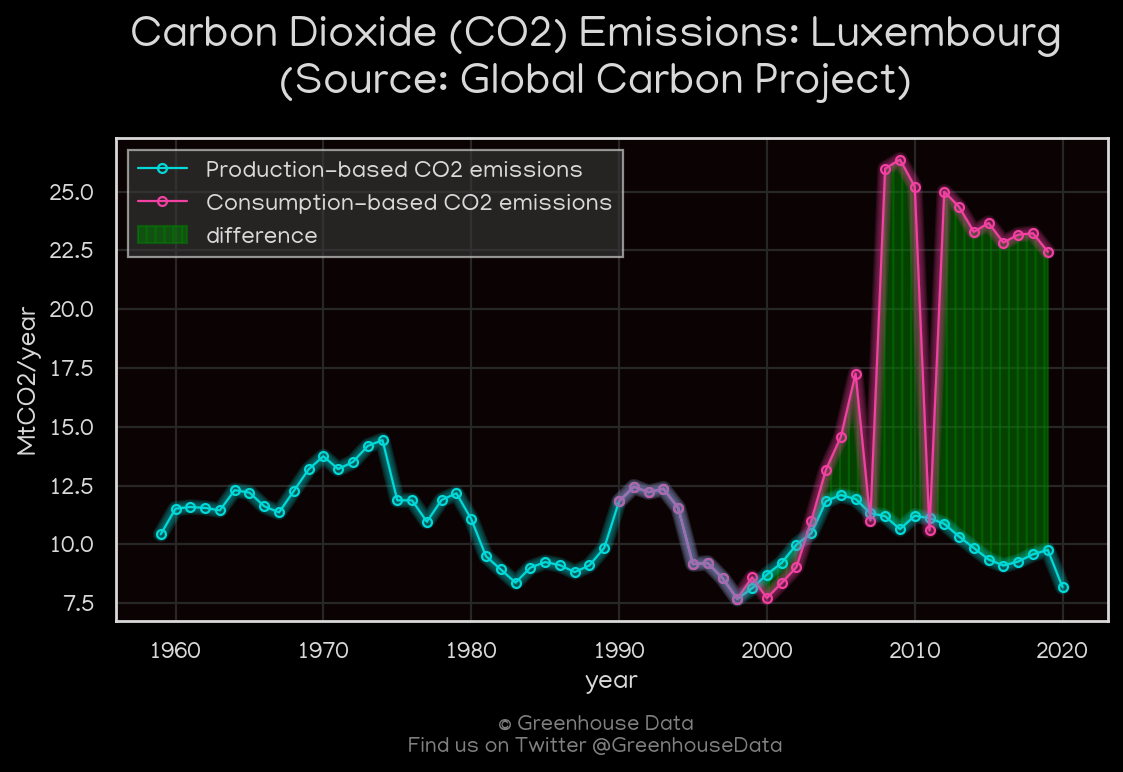 Carbon Dioxide (CO2) Emissions: Luxembourg
(Source: Global Carbon Project)
Production-based CO2 emissions
Consumption-based CO2 emissions
difference
MtCO2/year
25.0
22.5
20.0
17.5
15.0
12.5
10.0
7.5
1960 1970 1980 1990 2000 2010 2020
year
© Greenhouse Data
Find us on Twitter @GreenhouseData